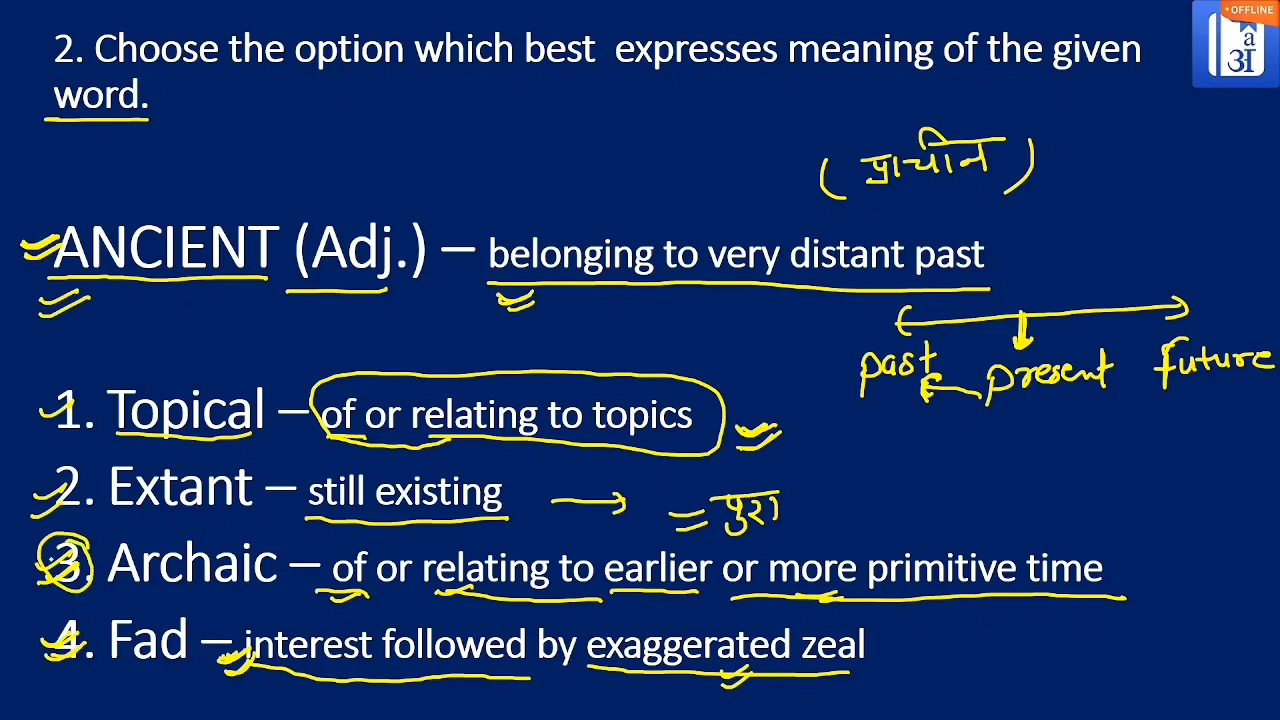 OFFLINE
a
अ
2. Choose the option which best expresses meaning of the given
word.
(प्राचीन)
ANCIENT (Adj.) – belonging to very distant past
past present future
1. Topical – of or relating to topics
2. Extant – still existing
= पुरा
3. Archaic – of or relating to earlier or more primitive time
4. Fad – interest followed by exaggerated zeal